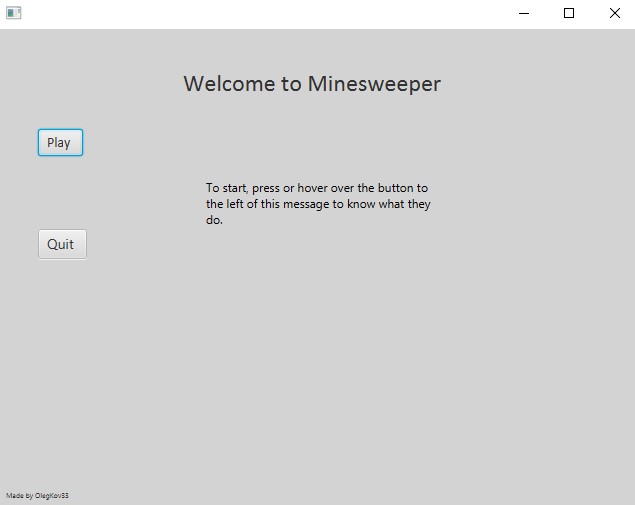 Welcome to Minesweeper
Play
To start, press or hover over the button to
the left of this message to know what they
do.
Quit
Made by OlegKov33